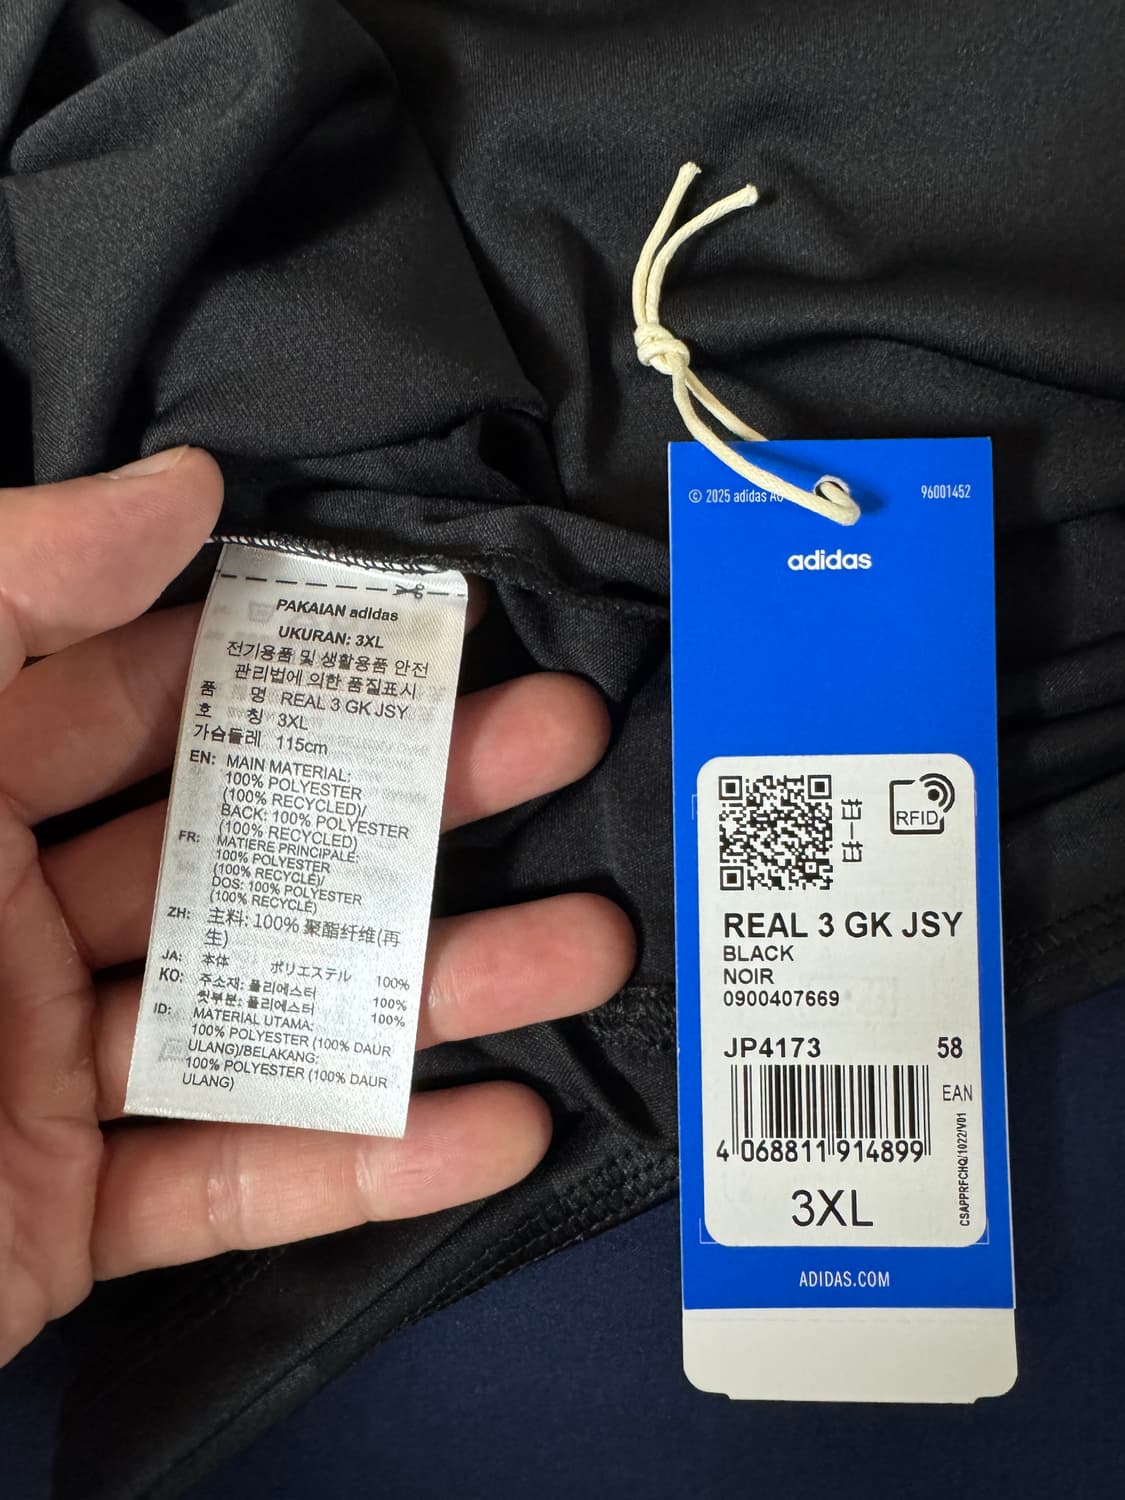 PAKAIAN adidas
UKURAN: 3XL
전기용품 및 생활용품 안전
관리법에 의한 품질표시
품 명 REAL 3 GK JSY
호 칭 3XL
가슴둘레 115cm
EN: MAIN MATERIAL:
100% POLYESTER
(100% RECYCLED)/
BACK: 100% POLYESTER
(100% RECYCLED)
FR: MATIERE PRINCIPALE:
100% POLYESTER
(100% RECYCLÉ)/
DOS: 100% POLYESTER
(100% RECYCLÉ)
ZH: 主料: 100% 聚酯纤维(再
生)
JA: 本体 ポリエステル 100%
KO: 주소재: 폴리에스터 100%
뒷부분: 폴리에스터 100%
ID: MATERIAL UTAMA:
100% POLYESTER (100% DAUR
ULANG)/BELAKANG:
100% POLYESTER (100% DAUR
ULANG)
© 2025 adidas AG
96001452
adidas
RFID
REAL 3 GK JSY
BLACK
NOIR
0900407669
JP4173 58
EAN
4 068811 914899
CSAPPRFCHQ/1022/V01
3XL
ADIDAS.COM